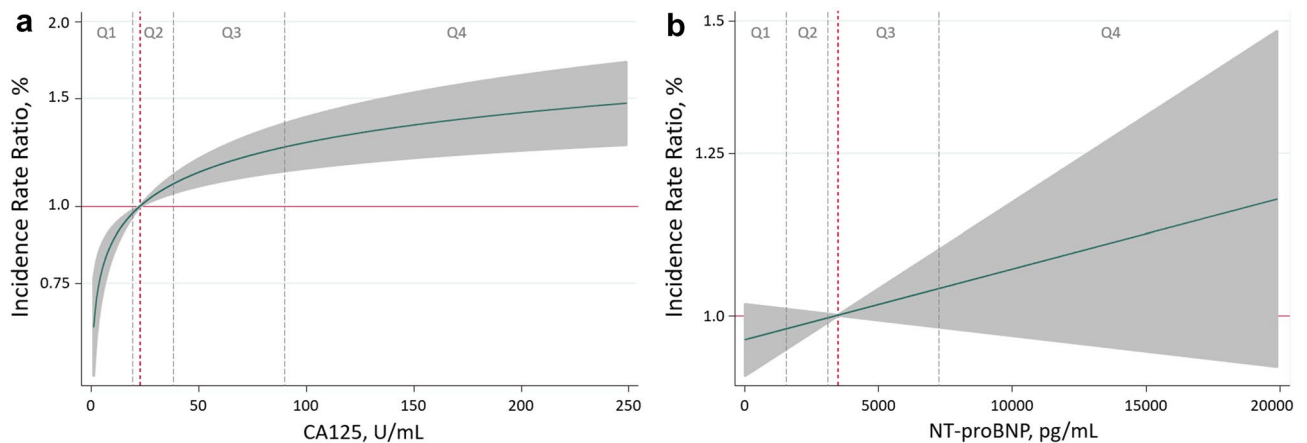 a
2.0
1.5
1.0
0.75
Q1
Q2
Q3
Q4
Incidence Rate Ratio, %
0
50
100
150
200
250
CA125, U/mL
b
1.5
1.25
1.0
Q1
Q2
Q3
Q4
Incidence Rate Ratio, %
0
5000
10000
15000
20000
NT-proBNP, pg/mL